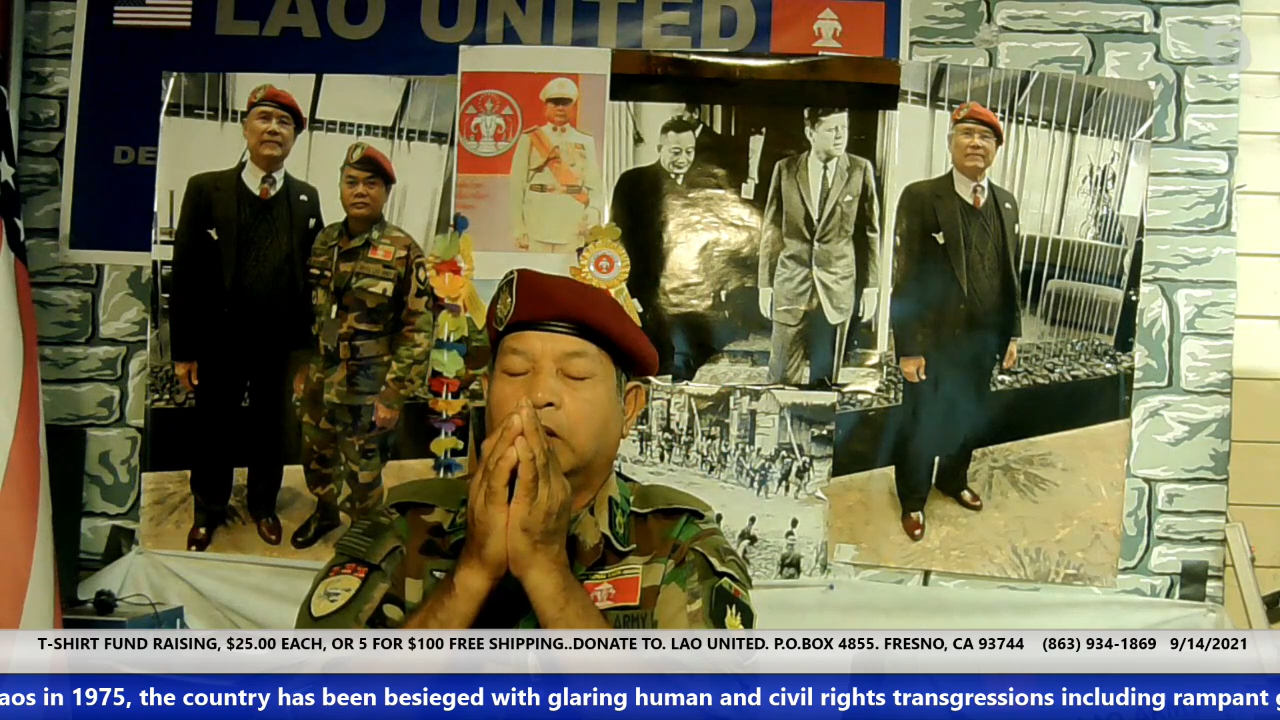 LAO UNITED
DE
ARMY
T-SHIRT FUND RAISING, $25.00 EACH, OR 5 FOR $100 FREE SHIPPING..DONATE TO. LAO UNITED. P.O.BOX 4855. FRESNO, CA 93744 (863) 934-1869 9/14/2021
aos in 1975, the country has been besieged with glaring human and civil rights transgressions including rampant